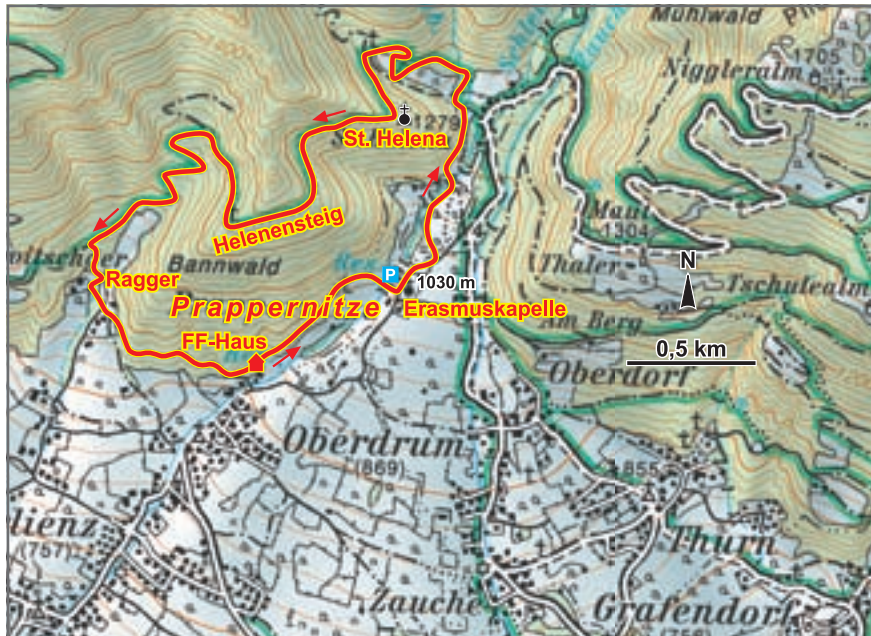 Mühlwald
1705
Niggleralm
1279
St. Helena
Helenensteig
Maut
1304
N
Ragger
Bannwald
P
1030 m
Thaler
Tschulealm
Prappernitze
Erasmuskapelle
Am Berg
FF-Haus
0,5 km
Oberdorf
Oberdrum
(869)
855
lienz
(757)
Thurn
Zauche
Grafendorf